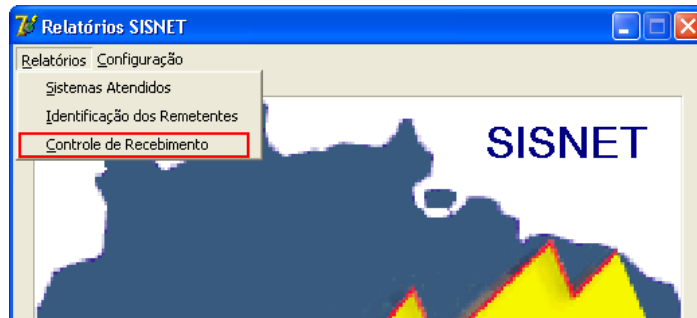 Relatórios SISNET
Relatórios Configuração
Sistemas Atendidos
Identificação dos Remetentes
Controle de Recebimento
SISNET